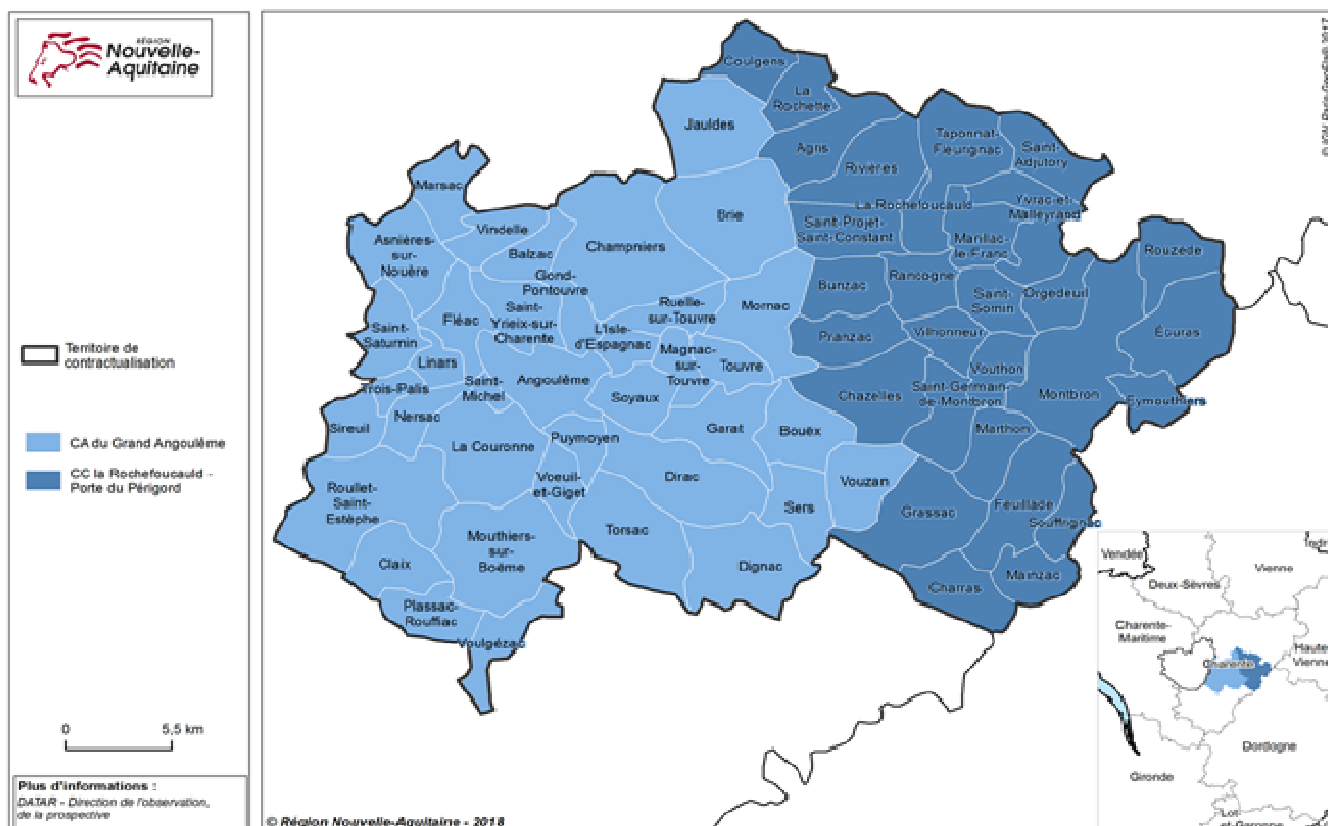 RÉGION
Nouvelle-
Aquitaine
Territoire de
contractualisation
CA du Grand Angoulême
CC la Rochefoucauld -
Porte du Périgord
0 5,5 km
Plus d'informations :
DATAR - Direction de l'observation,
de la prospective
Coulgens
La
Rochette
Jauldes
Agris
Rivières
Taponnat-
Fleurignac
Saint-
Adjutory
Marsac
Brie
La Rochefoucauld
Yvrac-et-
Malleyrand
Saint-Projet-
Saint-Constant
Vindelle
Asnières-
sur-
Nouère
Balzac
Champniers
Marillac-
le-Franc
Rouzède
Gond-
Pontouvre
Bunzac
Rancogne
Orgedeuil
Saint-
Sornin
Mornac
Ruelle-
sur-Touvre
Saint-
Yrieix-sur-
Charente
Fléac
Écuras
Saint-
Saturnin
L'Isle-
d'Espagnac
Pranzac
Vilhonneur
Linars
Magnac-
sur-
Touvre
Touvre
Vouthon
Trois-Palis
Saint-
Michel
Angoulême
Soyaux
Chazelles
Saint-Germain-
de-Montbron
Montbron
Eymouthiers
Nersac
Sireuil
Garat
Bouëx
Marthon
La Couronne
Puymoyen
Voeuil-
et-Giget
Dirac
Vouzan
Roullet-
Saint-
Estèphe
Sers
Grassac
Feuillade
Souffrignac
Torsac
Mouthiers-
sur-
Boëme
Claix
Dignac
Charras
Mainzac
Plassac-
Rouffiac
Voulgézac
Vendée
Vienne
Deux-Sèvres
Charente-
Maritime
Charente
Haute-
Vienne
Dordogne
Gironde
Lot-
et-Garonne
© Région Nouvelle-Aquitaine - 2018